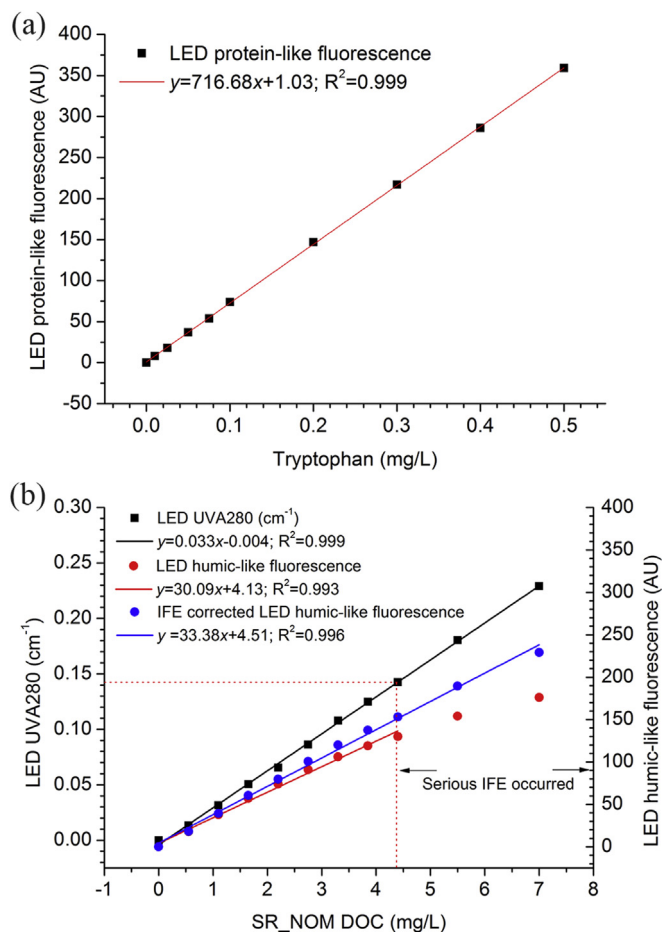 (a)
400
350
300
250
200
150
100
50
0
-50
LED protein-like fluorescence (AU)
LED protein-like fluorescence
y=716.68x+1.03; R²=0.999
0.0 0.1 0.2 0.3 0.4 0.5
Tryptophan (mg/L)
(b)
0.30
0.25
0.20
0.15
0.10
0.05
0.00
LED UVA280 (cm⁻¹)
LED UVA280 (cm⁻¹)
y=0.033x-0.004; R²=0.999
LED humic-like fluorescence
y=30.09x+4.13; R²=0.993
IFE corrected LED humic-like fluorescence
y =33.38x+4.51; R²=0.996
Serious IFE occurred
400
350
300
250
200
150
100
50
0
LED humic-like fluorescence (AU)
-1 0 1 2 3 4 5 6 7 8
SR_NOM DOC (mg/L)